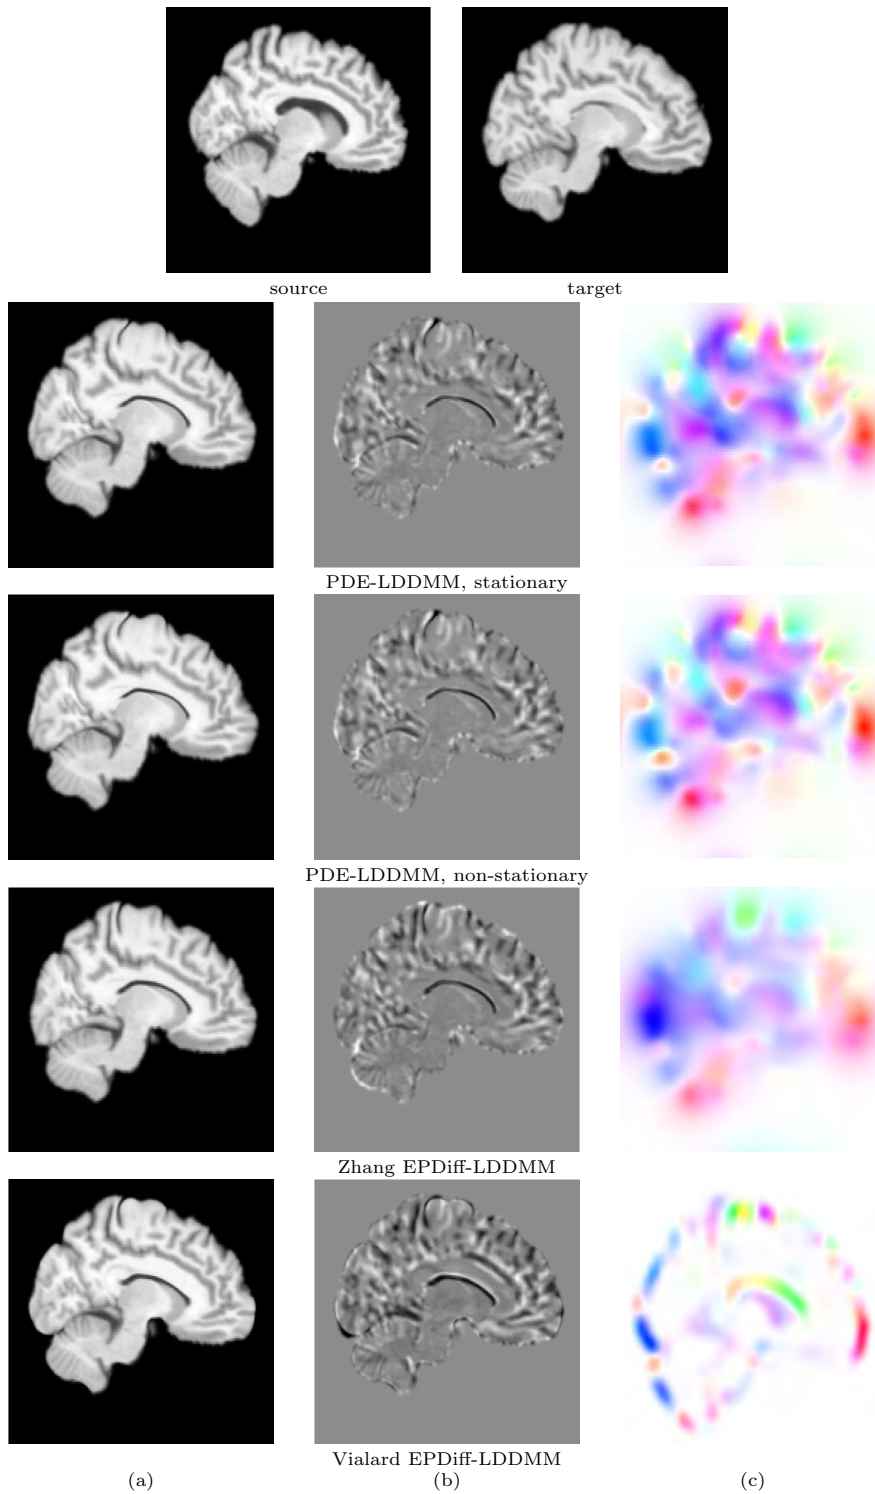 source target
PDE-LDDMM, stationary
PDE-LDDMM, non-stationary
Zhang EPDiff-LDDMM
Vialard EPDiff-LDDMM
(a) (b) (c)